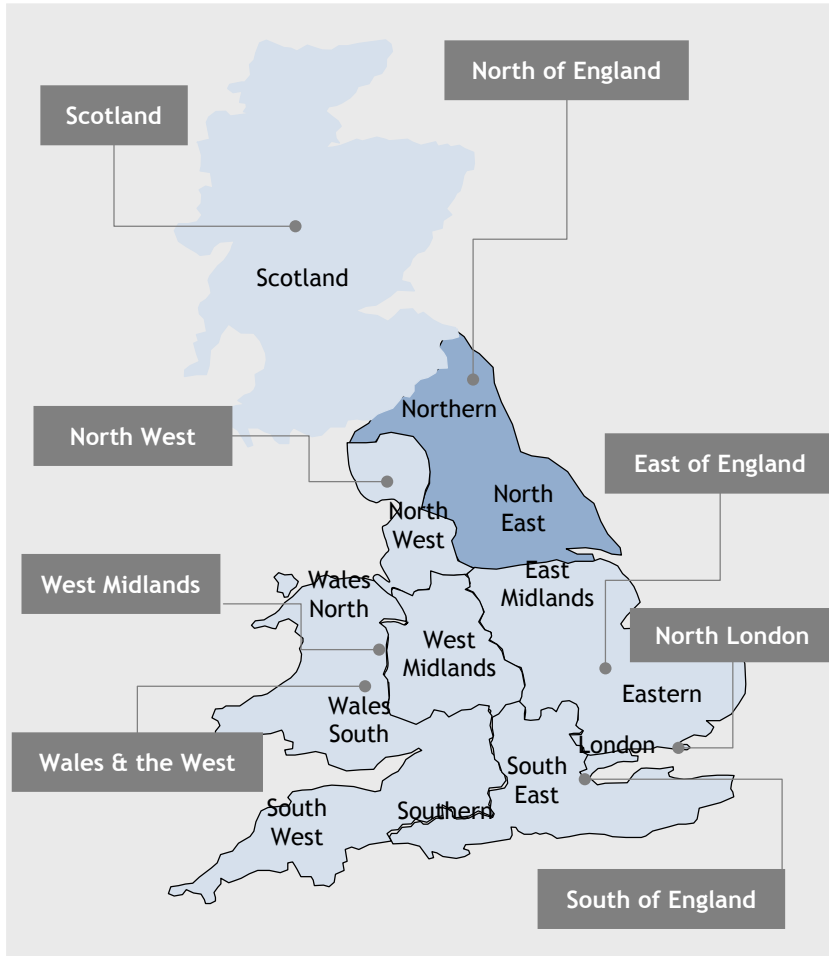 North of England
Scotland
Scotland
Northern
North West
East of England
North
East
North
West
West Midlands
Wales
North
East
Midlands
West
Midlands
North London
Eastern
Wales
South
Wales & the West
London
South
East
South
West
Southern
South of England